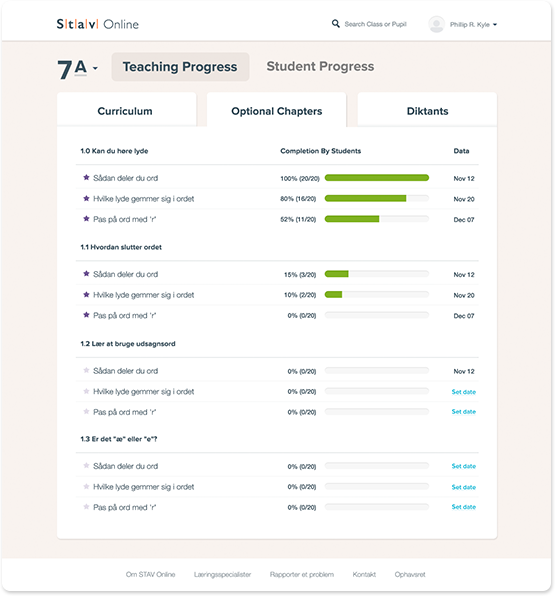 S|t|a|v| Online
Search Class or Pupil
Phillip R. Kyle
7A
Teaching Progress
Student Progress
Curriculum
Optional Chapters
Diktants
1.0 Kan du høre lyde
Completion By Students
Data
Sådan deler du ord 100% (20/20) Nov 12
Hvilke lyde gemmer sig i ordet 80% (16/20) Nov 20
Pas på ord med 'r' 52% (11/20) Dec 07
1.1 Hvordan slutter ordet
Sådan deler du ord 15% (3/20) Nov 12
Hvilke lyde gemmer sig i ordet 10% (2/20) Nov 20
Pas på ord med 'r' 0% (0/20) Dec 07
1.2 Lær at bruge udsagnsord
Sådan deler du ord 0% (0/20) Nov 12
Hvilke lyde gemmer sig i ordet 0% (0/20) Set date
Pas på ord med 'r' 0% (0/20) Set date
1.3 Er det "æ" eller "e"?
Sådan deler du ord 0% (0/20) Set date
Hvilke lyde gemmer sig i ordet 0% (0/20) Set date
Pas på ord med 'r' 0% (0/20) Set date
Om STAV Online
Læringsspecialister
Rapporter et problem
Kontakt
Ophavsret